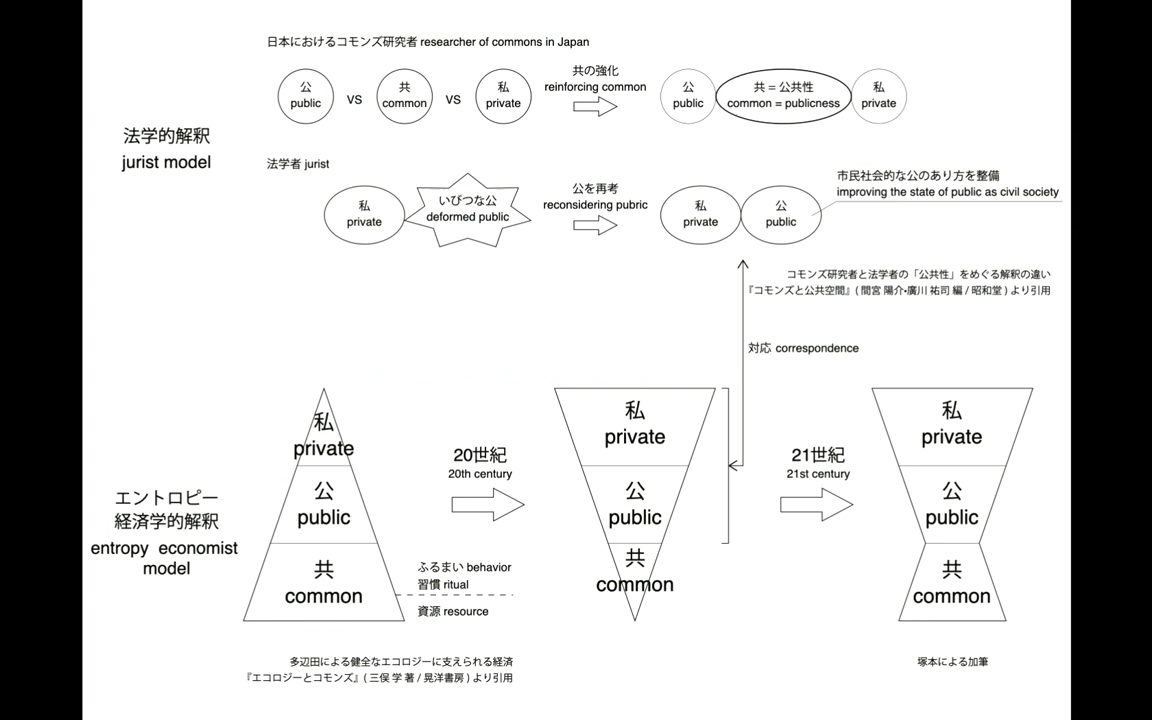 日本におけるコモンズ研究者 researcher of commons in Japan
公
public
vs
共
common
vs
私
private
共の強化
reinforcing common
公
public
共 = 公共性
common = publicness
私
private
法学的解釈
jurist model
法学者 jurist
私
private
いびつな公
deformed public
公を再考
reconsidering pubric
私
private
公
public
市民社会的な公のあり方を整備
improving the state of public as civil society
コモンズ研究者と法学者の「公共性」をめぐる解釈の違い
『コモンズと公共空間』( 間宮 陽介・廣川 祐司 編 / 昭和堂 ) より引用
対応 correspondence
エントロピー
経済学的解釈
entropy economist
model
私
private
公
public
共
common
ふるまい behavior
習慣 ritual
資源 resource
20世紀
20th century
私
private
公
public
共
common
21世紀
21st century
私
private
公
public
共
common
多辺田による健全なエコロジーに支えられる経済
『エコロジーとコモンズ』( 三俣 学 著 / 晃洋書房 ) より引用
塚本による加筆